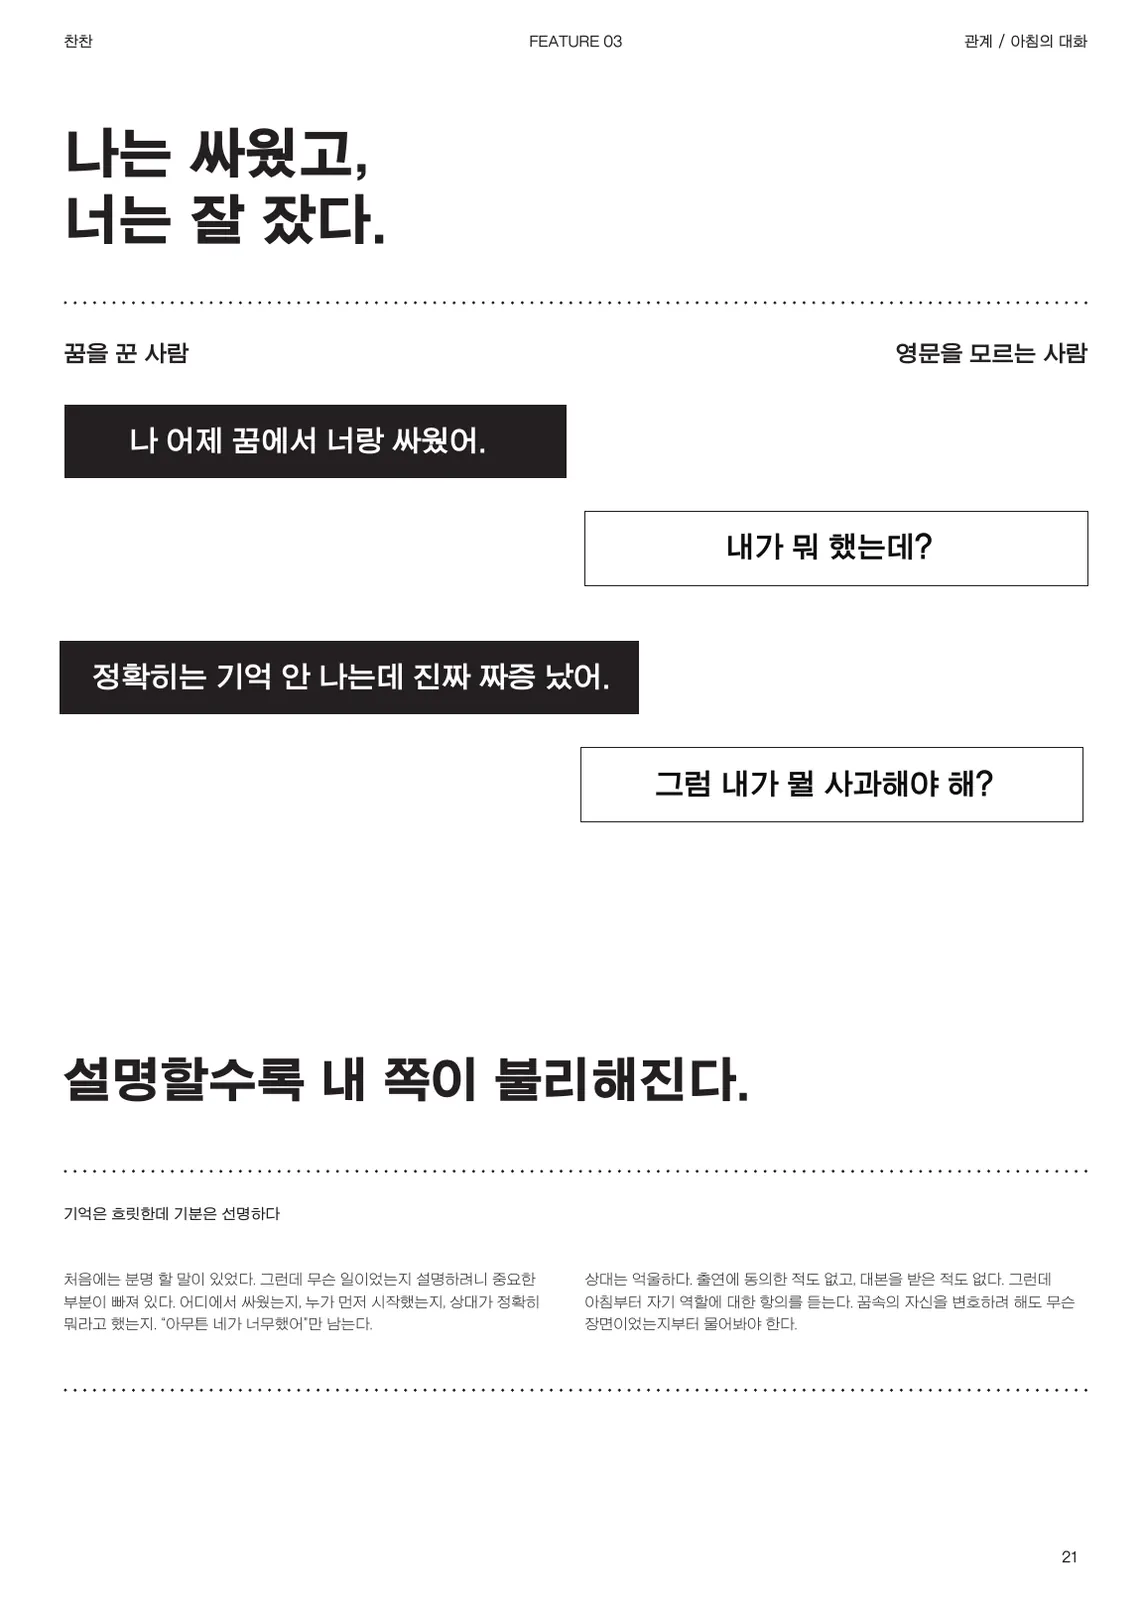 찬찬
FEATURE 03
관계 / 아침의 대화
나는 싸웠고,
너는 잘 잤다.
꿈을 꾼 사람
영문을 모르는 사람
나 어제 꿈에서 너랑 싸웠어.
내가 뭐 했는데?
정확히는 기억 안 나는데 진짜 짜증 났어.
그럼 내가 뭘 사과해야 해?
설명할수록 내 쪽이 불리해진다.
기억은 흐릿한데 기분은 선명하다
처음에는 분명 할 말이 있었다. 그런데 무슨 일이었는지 설명하려니 중요한
부분이 빠져 있다. 어디에서 싸웠는지, 누가 먼저 시작했는지, 상대가 정확히
뭐라고 했는지. “아무튼 네가 너무했어”만 남는다.
상대는 억울하다. 출연에 동의한 적도 없고, 대본을 받은 적도 없다. 그런데
아침부터 자기 역할에 대한 항의를 듣는다. 꿈속의 자신을 변호하려 해도 무슨
장면이었는지부터 물어봐야 한다.
21